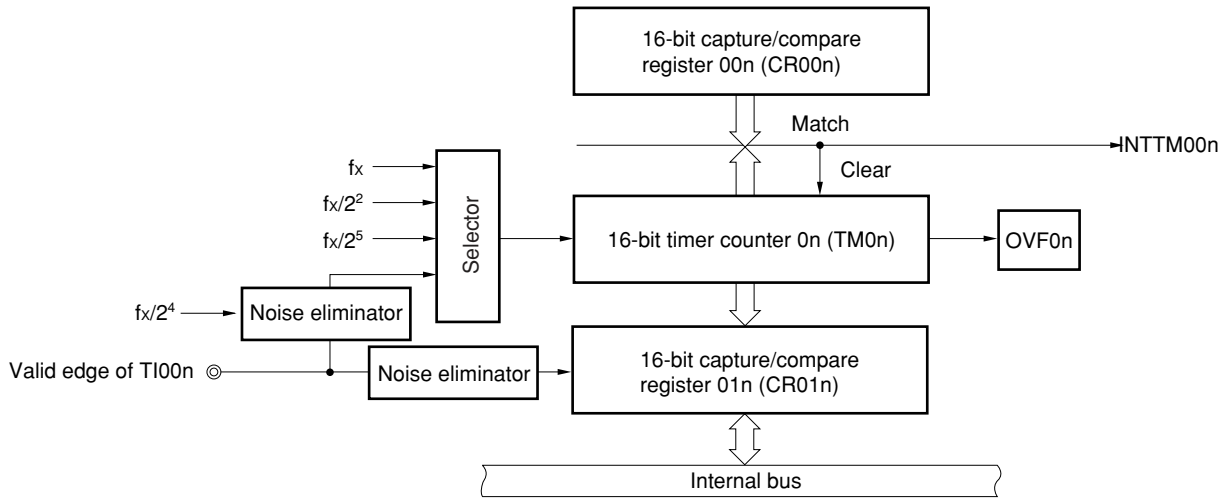 16-bit capture/compare
register 00n (CR00n)
Match
INTTM00n
Clear
fx
fx/2²
fx/2⁵
Selector
16-bit timer counter 0n (TM0n)
OVF0n
fx/2⁴
Noise eliminator
Valid edge of TI00n
Noise eliminator
16-bit capture/compare
register 01n (CR01n)
Internal bus